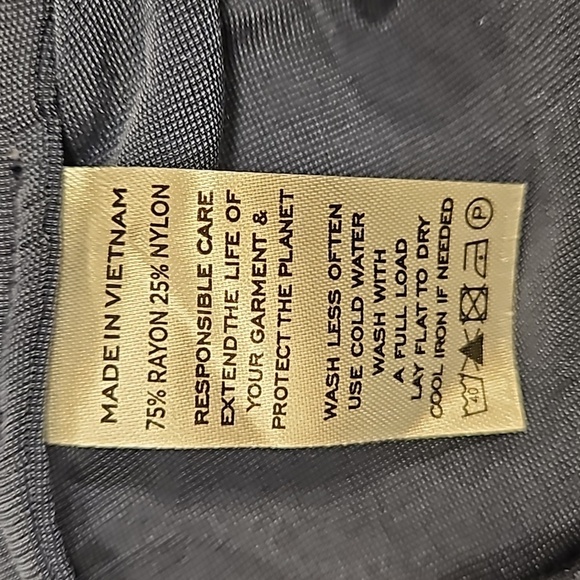 MADE IN VIETNAM
75% RAYON 25% NYLON
RESPONSIBLE CARE
EXTEND THE LIFE OF
YOUR GARMENT &
PROTECT THE PLANET
WASH LESS OFTEN
USE COLD WATER
WASH WITH
A FULL LOAD
LAY FLAT TO DRY
COOL IRON IF NEEDED
40 P